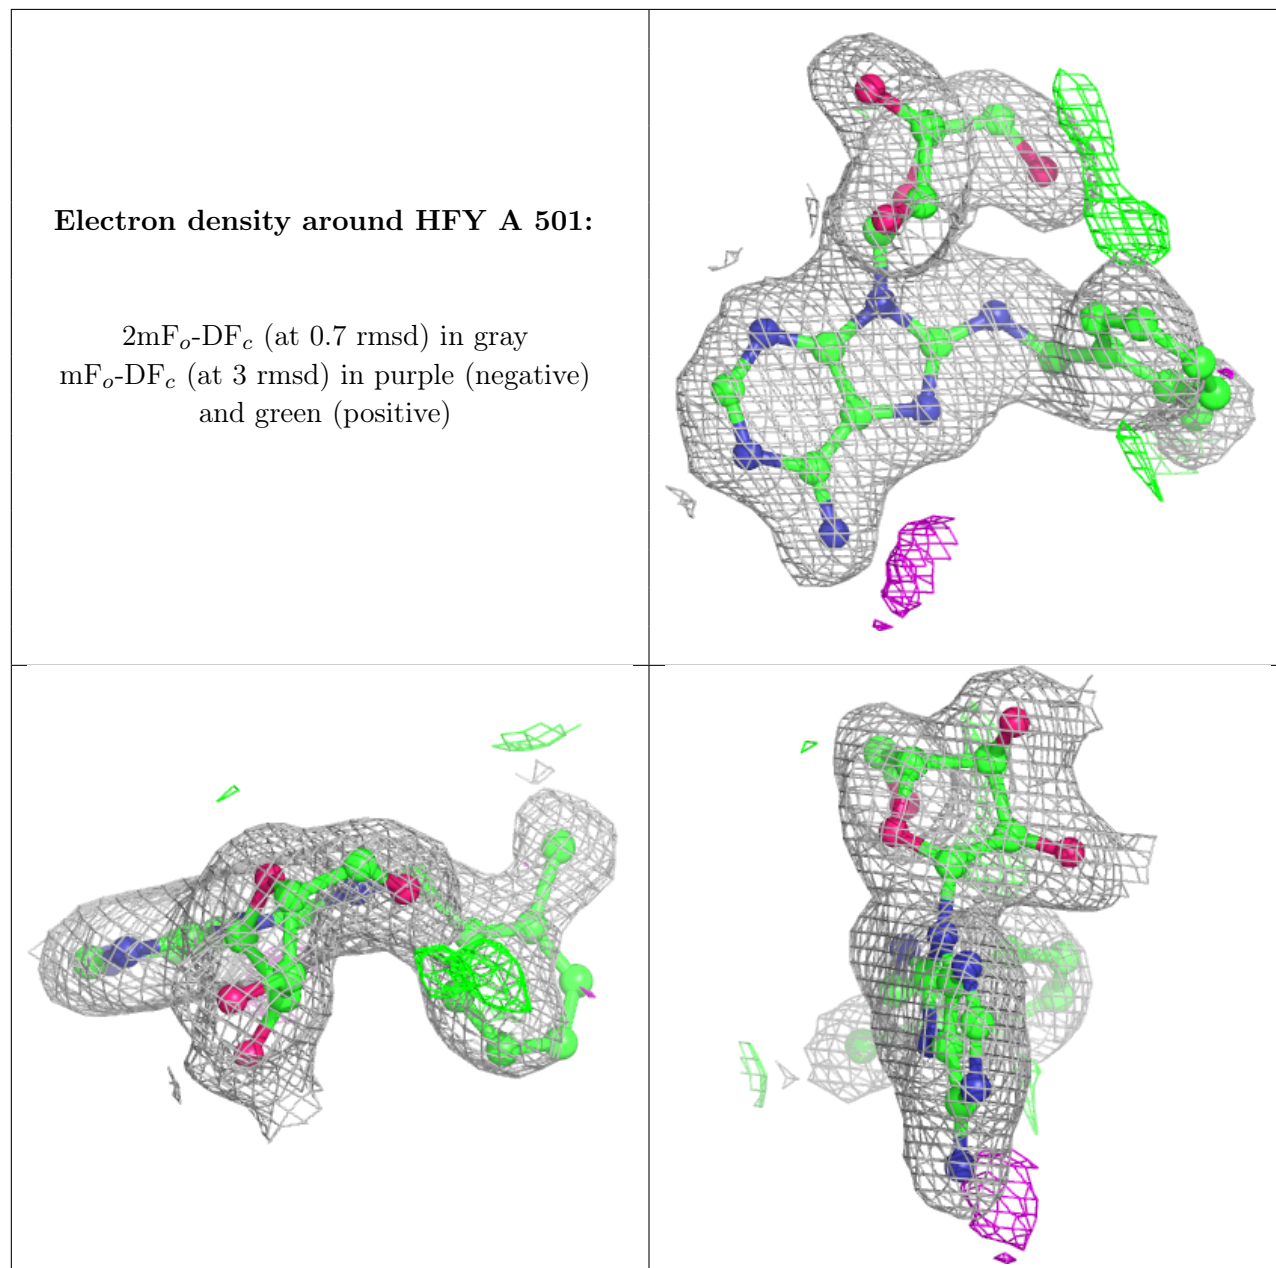 Electron density around HFY A 501:
2mFo-DFc (at 0.7 rmsd) in gray
mFo-DFc (at 3 rmsd) in purple (negative)
and green (positive)